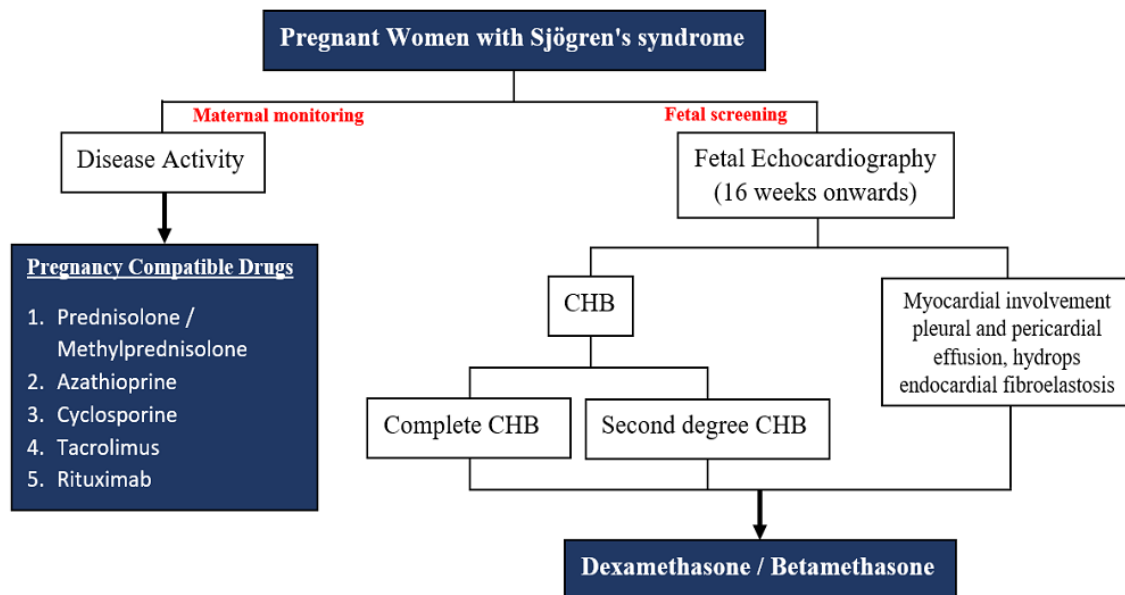 Pregnant Women with Sjögren's syndrome
Maternal monitoring
Fetal screening
Disease Activity
Fetal Echocardiography
(16 weeks onwards)
Pregnancy Compatible Drugs
1. Prednisolone /
Methylprednisolone
2. Azathioprine
3. Cyclosporine
4. Tacrolimus
5. Rituximab
CHB
Myocardial involvement
pleural and pericardial
effusion, hydrops
endocardial fibroelastosis
Complete CHB
Second degree CHB
Dexamethasone / Betamethasone